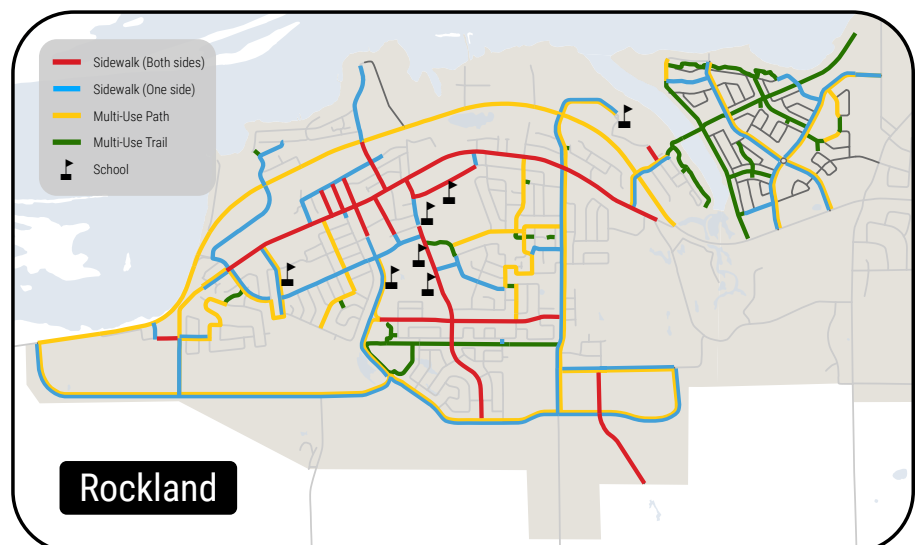 Sidewalk (Both sides)
Sidewalk (One side)
Multi-Use Path
Multi-Use Trail
School
Rockland